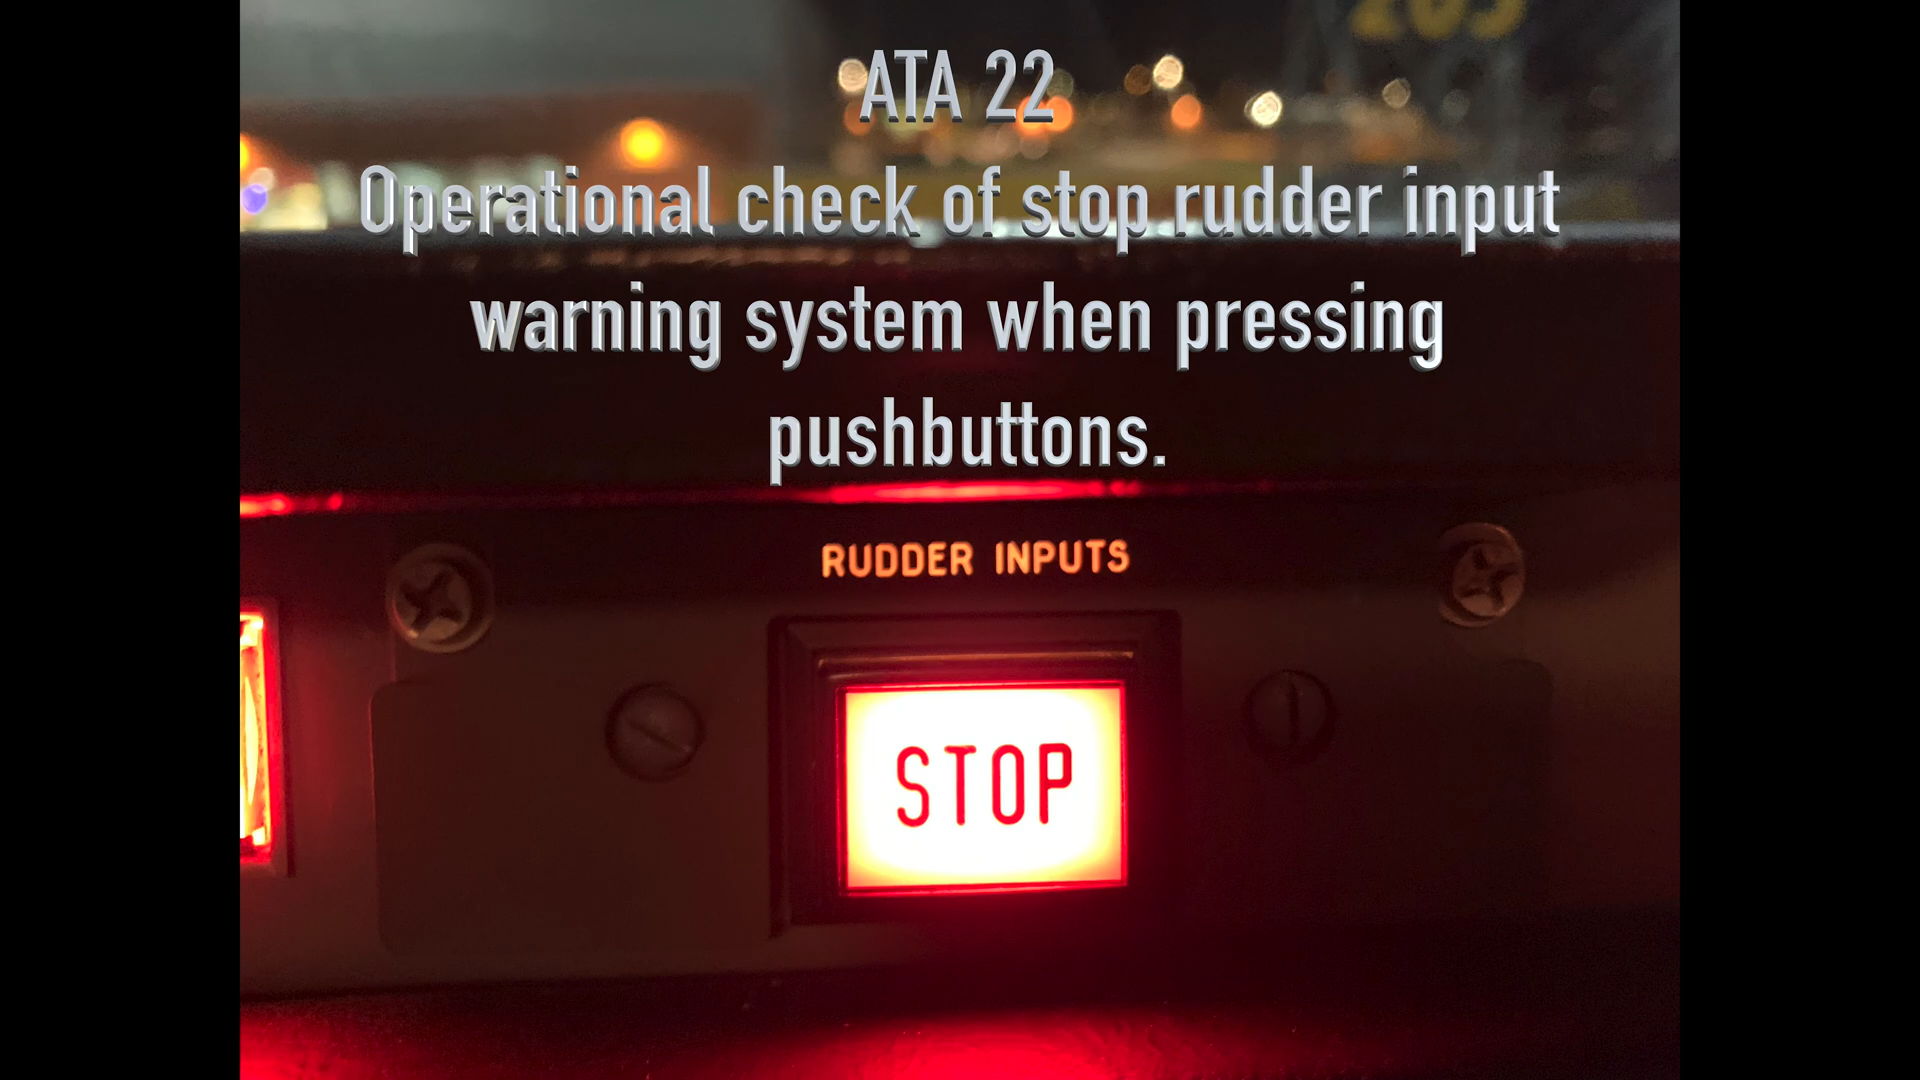 ATA 22
Operational check of stop rudder input
warning system when pressing
pushbuttons.
RUDDER INPUTS
STOP